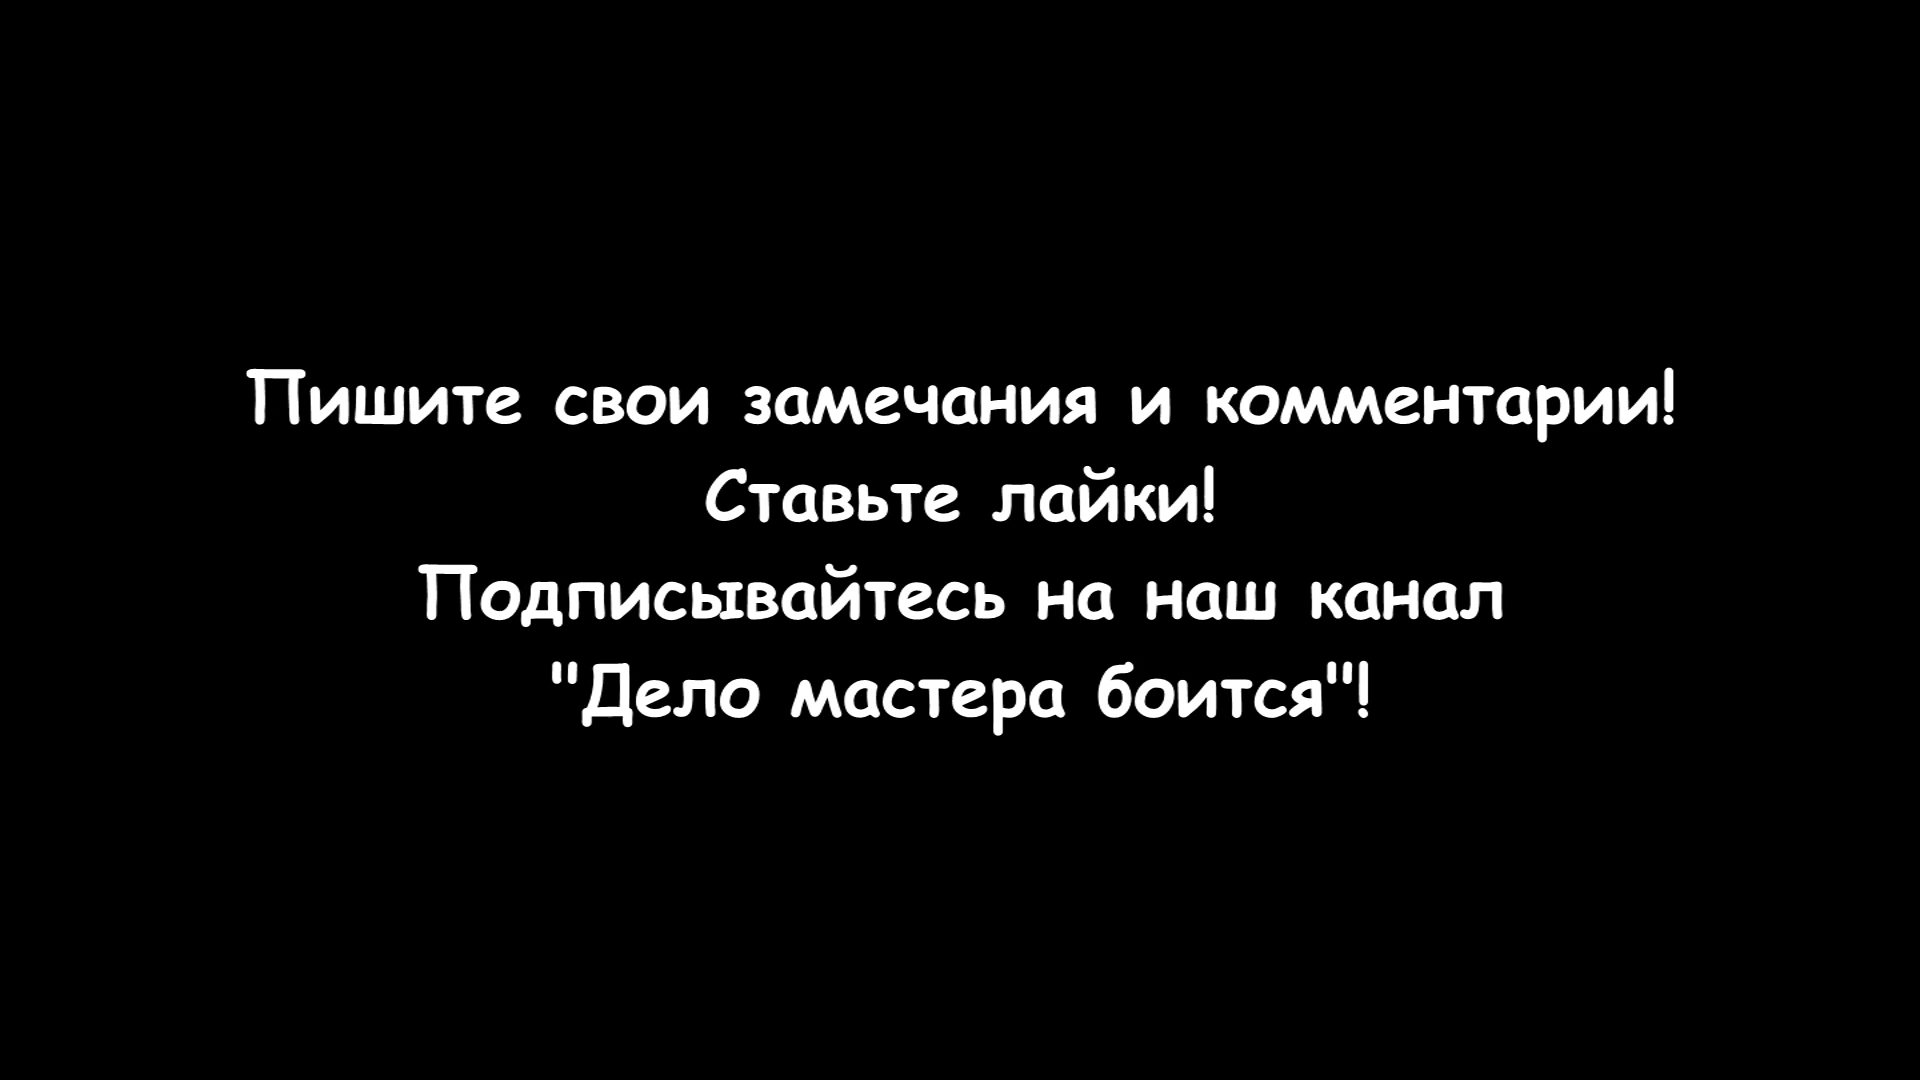 Пишите свои замечания и комментарии!
Ставьте лайки!
Подписывайтесь на наш канал
"Дело мастера боится"!